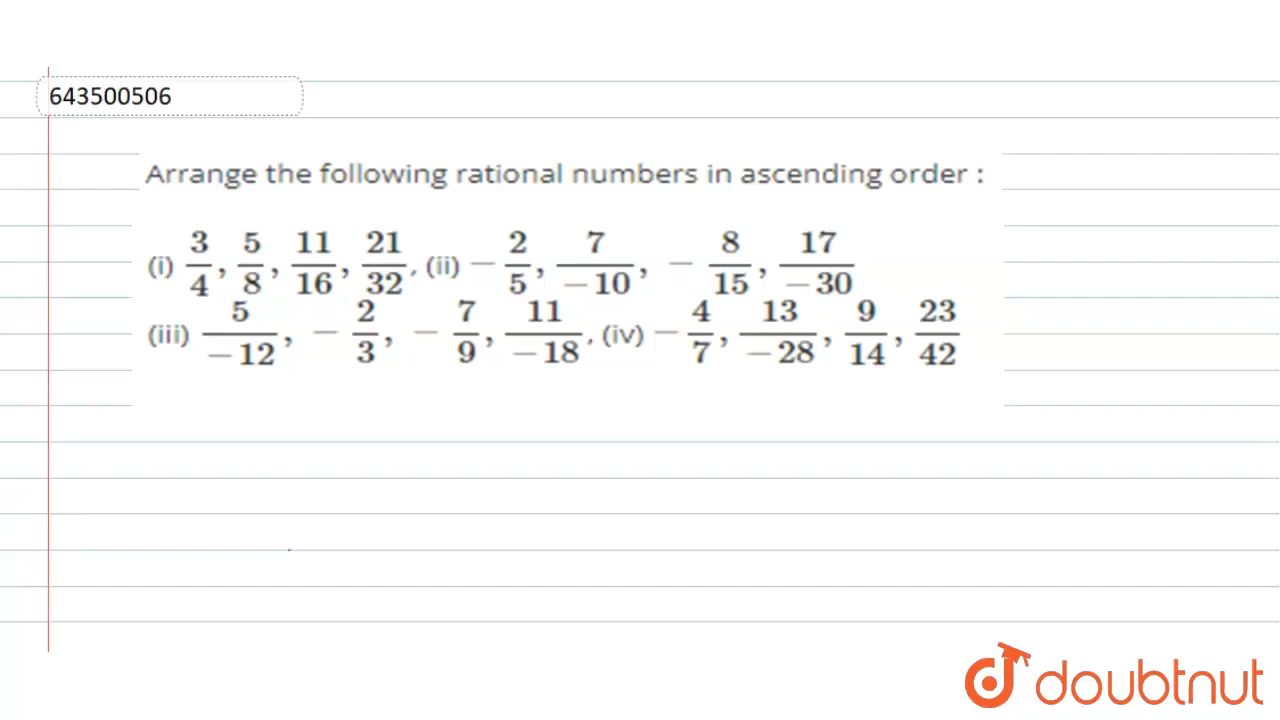 643500506
Arrange the following rational numbers in ascending order :
(i) 3/4, 5/8, 11/16, 21/32, (ii) −2/5, 7/−10, −8/15, 17/−30
(iii) 5/−12, −2/3, −7/9, 11/−18, (iv) −4/7, 13/−28, 9/14, 23/42
doubtnut